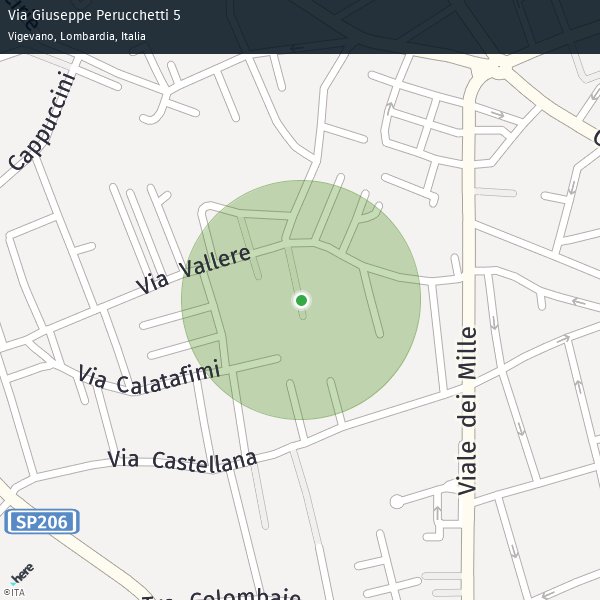 Via Giuseppe Perucchetti 5
Vigevano, Lombardia, Italia
Cappuccini
Via Vallere
Via Calatafimi
Viale dei Mille
Via Castellana
SP206
here
©ITA
Colombaie